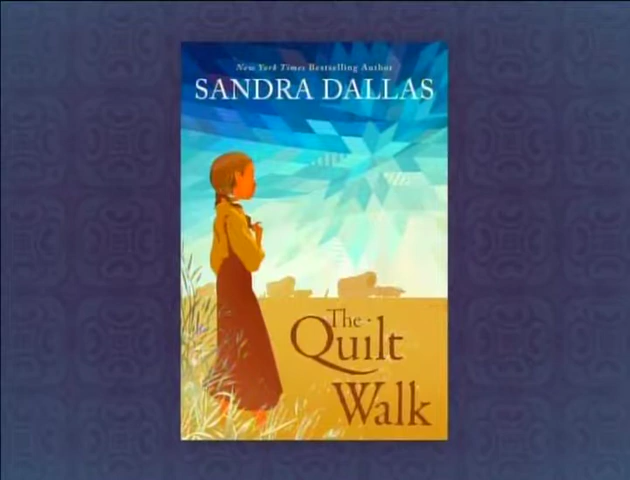 New York Times Bestselling Author
SANDRA DALLAS
The
Quilt
Walk